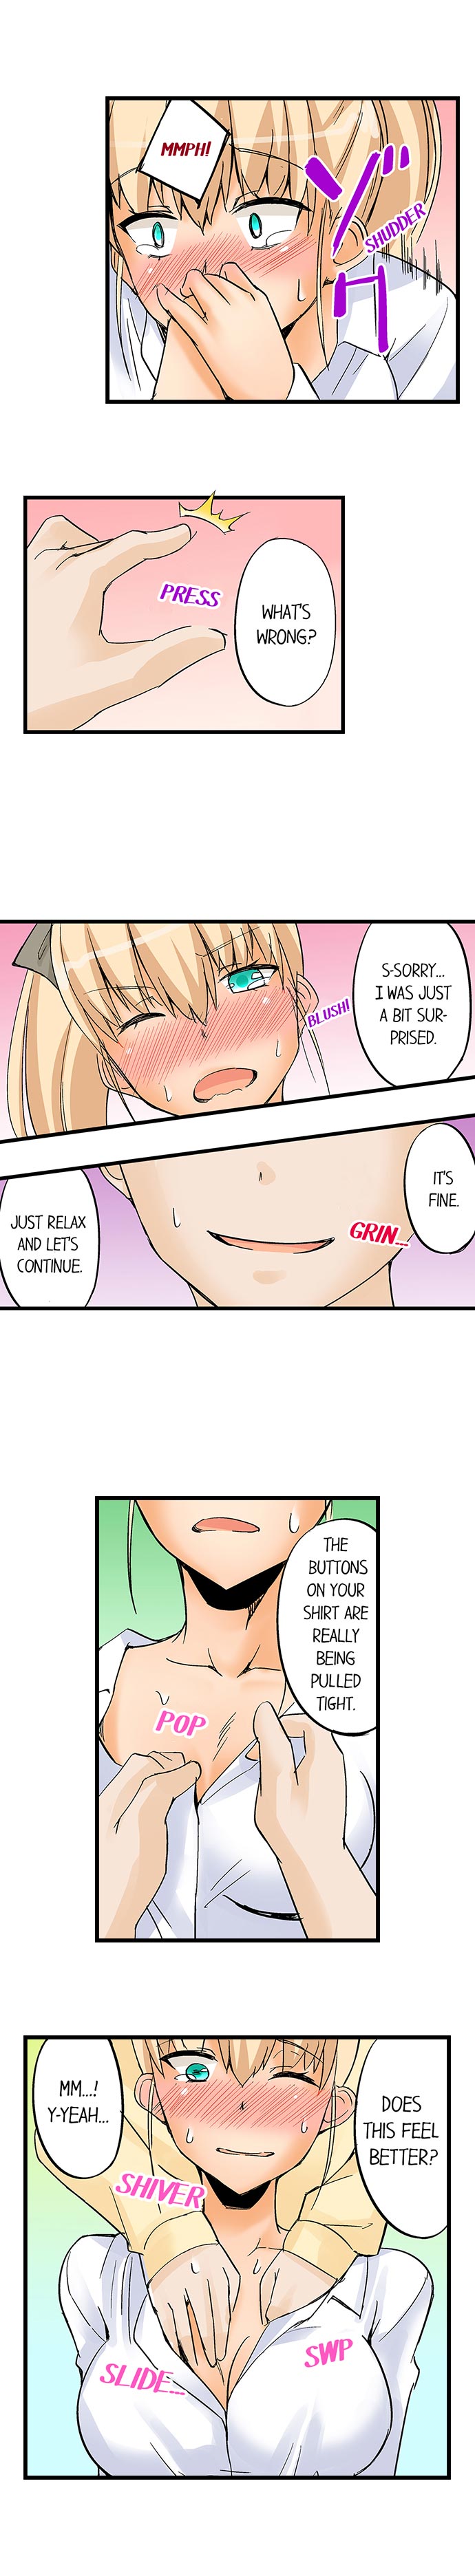 MMPH!
SHUDDER
ゾ
ク
PRESS
WHAT'S
WRONG?
S-SORRY...
I WAS JUST
A BIT SUR-
PRISED.
BLUSH!
IT'S
FINE.
GRIN...
JUST RELAX
AND LET'S
CONTINUE.
THE
BUTTONS
ON YOUR
SHIRT ARE
REALLY
BEING
PULLED
TIGHT.
POP
DOES
THIS FEEL
BETTER?
MM...!
Y-YEAH...
SHIVER
SWP
SLIDE...